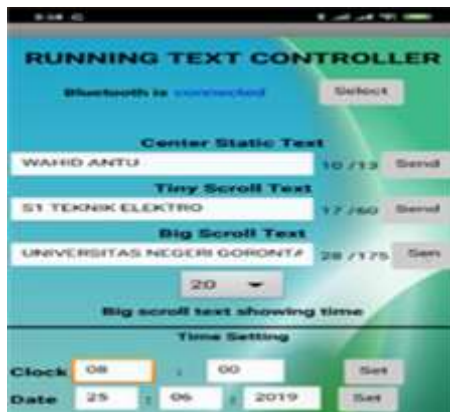 RUNNING TEXT CONTROLLER
Bluetooth is connected Select
Center Static Text
WAHID ANTU 10 /13 Send
Tiny Scroll Text
S1 TEKNIK ELEKTRO 17 /60 Send
Big Scroll Text
UNIVERSITAS NEGERI GORONTA 28 /175 Sen
20
Big scroll text showing time
Time Setting
Clock 08 : 00 Set
Date 25 : 06 : 2019 Set